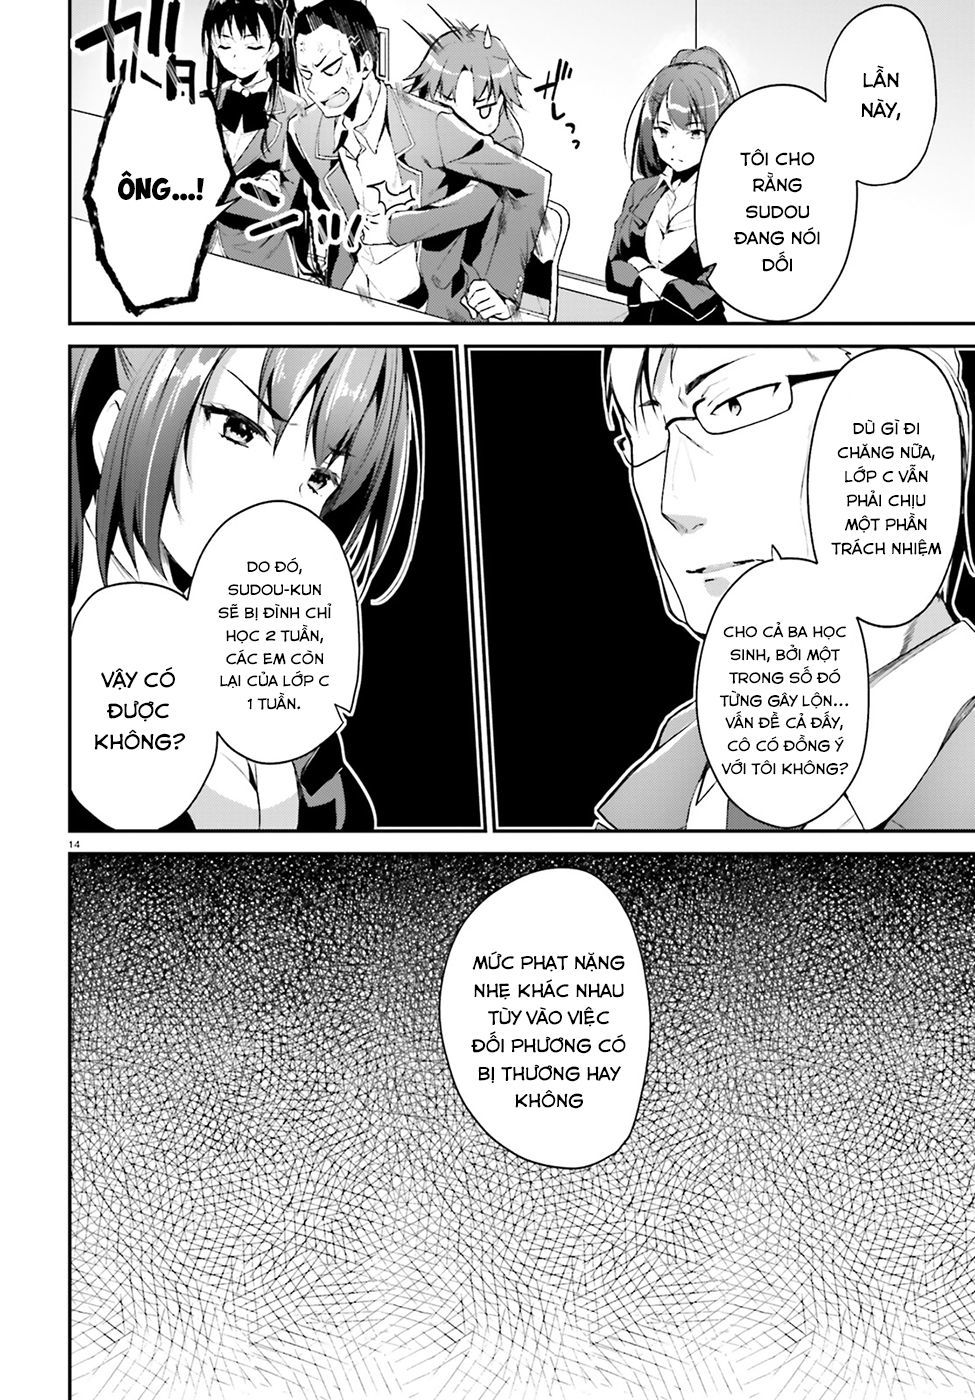 LẦN
NÀY,
TÔI CHO
RẰNG
SUDOU
ĐANG NÓI
DỐI
ÔNG...!
DÙ GÌ ĐI
CHĂNG NỮA,
LỚP C VẪN
PHẢI CHỊU
MỘT PHẦN
TRÁCH NHIỆM
CHO CẢ BA HỌC
SINH, BỞI MỘT
TRONG SỐ ĐÓ
TỪNG GÂY LỘN...
VẤN ĐỀ CẢ ĐẤY,
CÔ CÓ ĐỒNG Ý
VỚI TÔI KHÔNG?
DO ĐÓ,
SUDOU-KUN
SẼ BỊ ĐÌNH CHỈ
HỌC 2 TUẦN,
CÁC EM CÒN
LẠI CỦA LỚP C
1 TUẦN.
VẬY CÓ
ĐƯỢC
KHÔNG?
14
MỨC PHẠT NẶNG
NHẸ KHÁC NHAU
TÙY VÀO VIỆC
ĐỐI PHƯƠNG CÓ
BỊ THƯƠNG HAY
KHÔNG